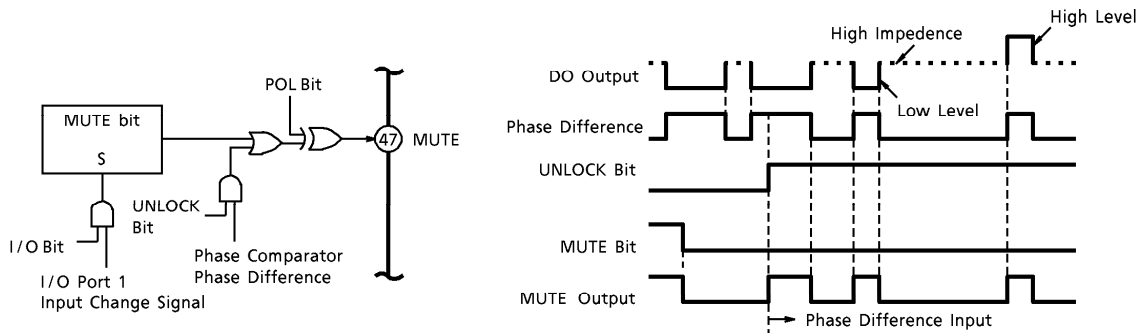 POL Bit
MUTE bit
S
47
MUTE
UNLOCK
Bit
I/O Bit
Phase Comparator
Phase Difference
I/O Port 1
Input Change Signal
High Level
High Impedence
DO Output
Low Level
Phase Difference
UNLOCK Bit
MUTE Bit
MUTE Output
Phase Difference Input